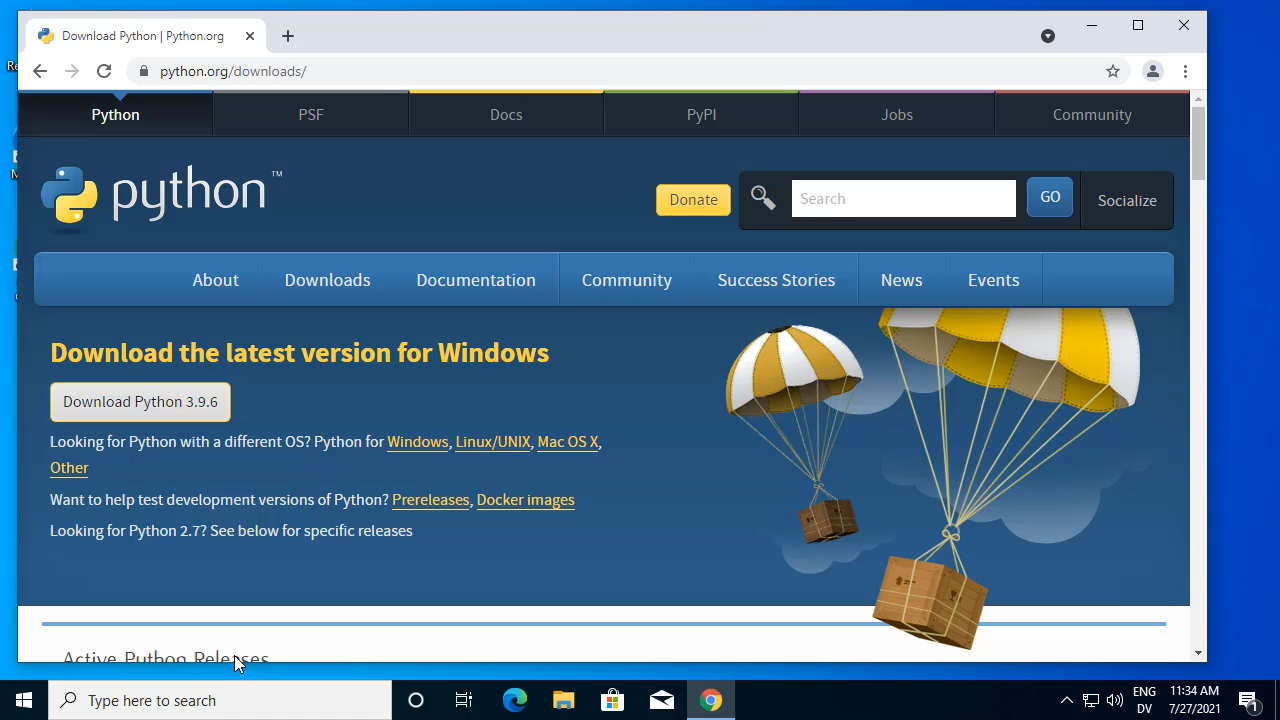 Download Python | Python.org
python.org/downloads/
Python PSF Docs PyPI Jobs Community
python™
Donate Search GO Socialize
About Downloads Documentation Community Success Stories News Events
Download the latest version for Windows
Download Python 3.9.6
Looking for Python with a different OS? Python for Windows, Linux/UNIX, Mac OS X,
Other
Want to help test development versions of Python? Prereleases, Docker images
Looking for Python 2.7? See below for specific releases
Active Python Releases
Type here to search
ENG
DV
11:34 AM
7/27/2021
1